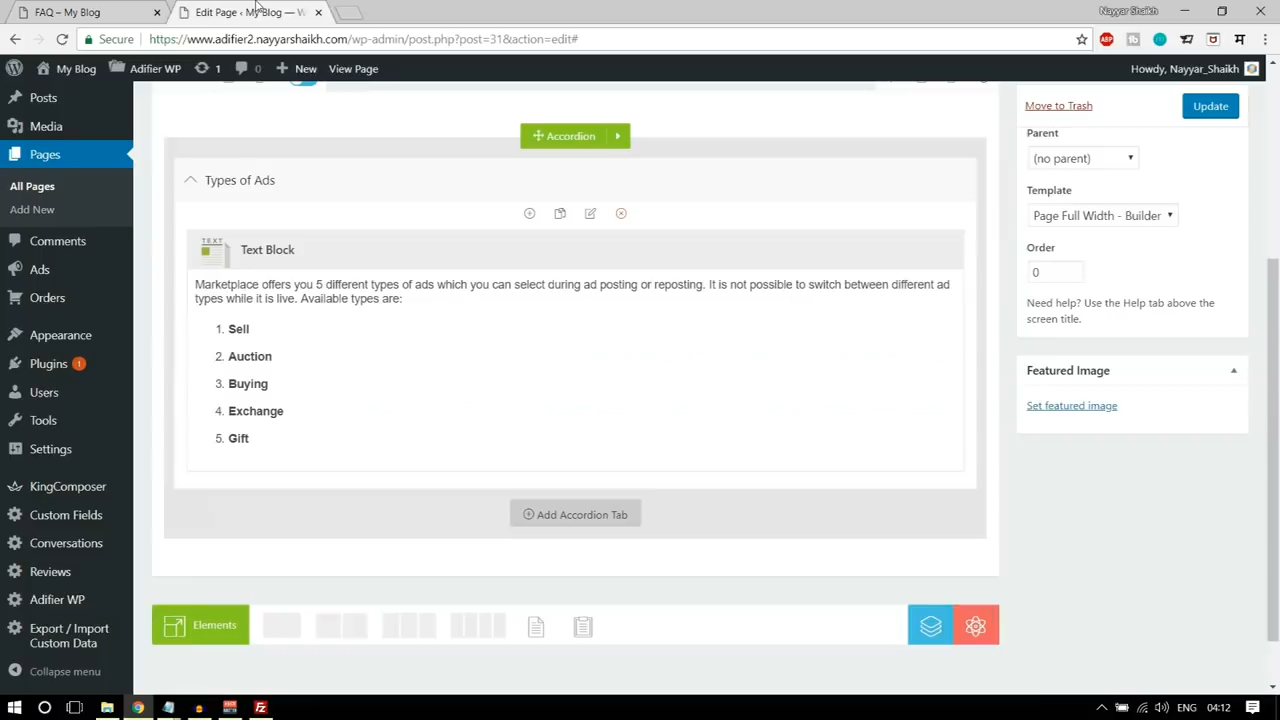 FAQ – My Blog
Edit Page ‹ My Blog — W
Nayyar Shaikh
Secure
https://www.adifier2.nayyarshaikh.com/wp-admin/post.php?post=31&action=edit#
ABP
My Blog
Adifier WP
1
0
New
View Page
Howdy, Nayyar_Shaikh
Posts
Media
Pages
All Pages
Add New
Comments
Ads
Orders
Appearance
Plugins 1
Users
Tools
Settings
KingComposer
Custom Fields
Conversations
Reviews
Adifier WP
Export / Import
Custom Data
Collapse menu
Accordion
Types of Ads
TEXT
Text Block
Marketplace offers you 5 different types of ads which you can select during ad posting or reposting. It is not possible to switch between different ad
types while it is live. Available types are:
1. Sell
2. Auction
3. Buying
4. Exchange
5. Gift
Add Accordion Tab
Elements
Move to Trash
Update
Parent
(no parent)
Template
Page Full Width - Builder
Order
0
Need help? Use the Help tab above the
screen title.
Featured Image
Set featured image
ENG
04:12